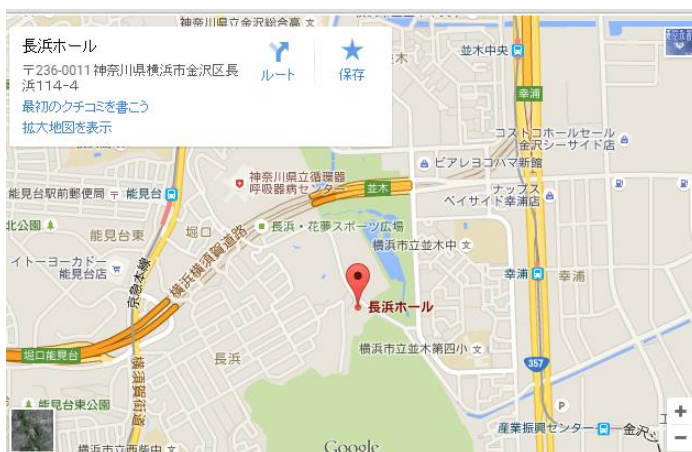 神奈川県立金沢総合高
長浜ホール
〒236-0011 神奈川県横浜市金沢区長
浜114-4
最初のクチコミを書こう
拡大地図を表示
ルート
保存
並木中央
木
幸浦
コストコホールセール
金沢シーサイド店
ピアレヨコハマ新館
神奈川県立循環器
呼吸器病センター
並木
ナップス
ベイサイド幸浦店
能見台駅前郵便局
能見台
北公園
能見台東
堀口
長浜・花夢スポーツ広場
横浜市立並木中
イトーヨーカドー
能見台店
京急本線
横浜横須賀道路
幸浦
幸浦
長浜ホール
堀口能見台
長浜
横浜市立並木第四小
357
横須賀街道
能見台東公園
P
産業振興センター
金沢シ
横浜市立西柴中
Google
+
−